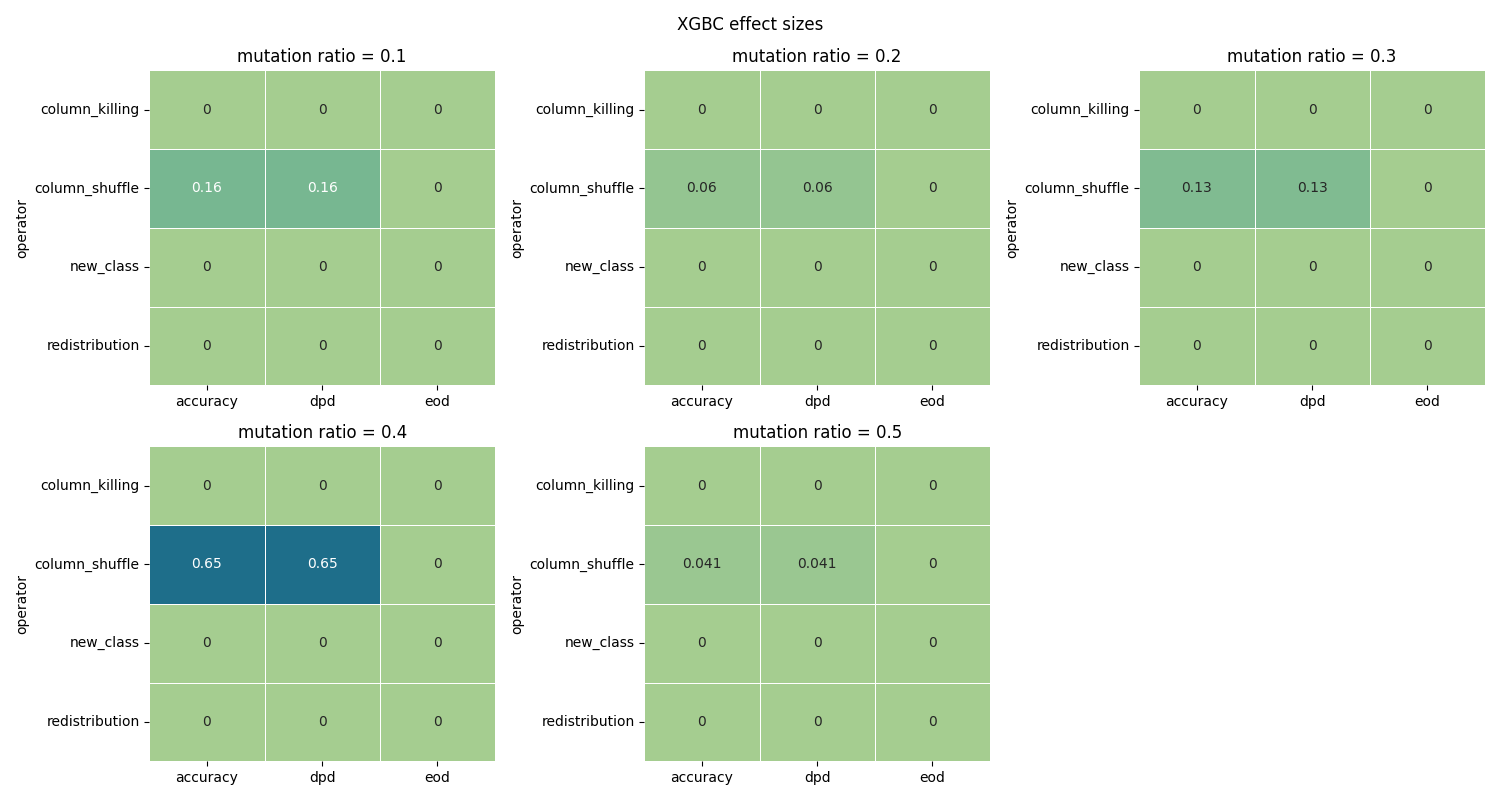 XGBC effect sizes
mutation ratio = 0.1
operator
column_killing 0 0 0
column_shuffle 0.16 0.16 0
new_class 0 0 0
redistribution 0 0 0
accuracy dpd eod
mutation ratio = 0.2
operator
column_killing 0 0 0
column_shuffle 0.06 0.06 0
new_class 0 0 0
redistribution 0 0 0
accuracy dpd eod
mutation ratio = 0.3
operator
column_killing 0 0 0
column_shuffle 0.13 0.13 0
new_class 0 0 0
redistribution 0 0 0
accuracy dpd eod
mutation ratio = 0.4
operator
column_killing 0 0 0
column_shuffle 0.65 0.65 0
new_class 0 0 0
redistribution 0 0 0
accuracy dpd eod
mutation ratio = 0.5
operator
column_killing 0 0 0
column_shuffle 0.041 0.041 0
new_class 0 0 0
redistribution 0 0 0
accuracy dpd eod